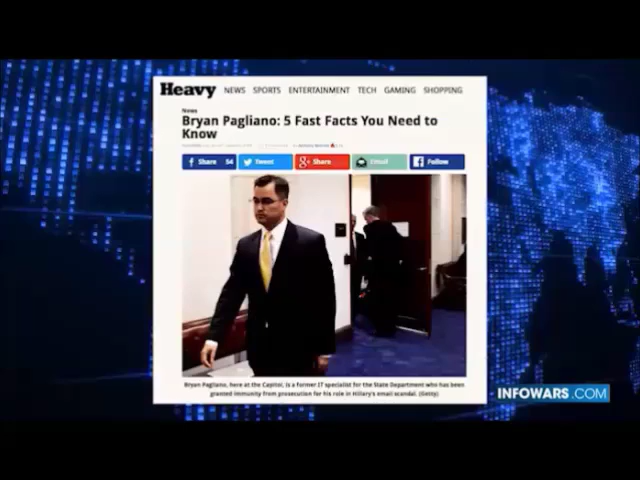 Heavy NEWS SPORTS ENTERTAINMENT TECH GAMING SHOPPING
News
Bryan Pagliano: 5 Fast Facts You Need to
Know
Share 54 Tweet Share Email Follow
Bryan Pagliano, here at the Capitol, is a former IT specialist for the State Department who has been
granted immunity from prosecution for his role in Hillary's email scandal. (Getty)
INFOWARS.COM